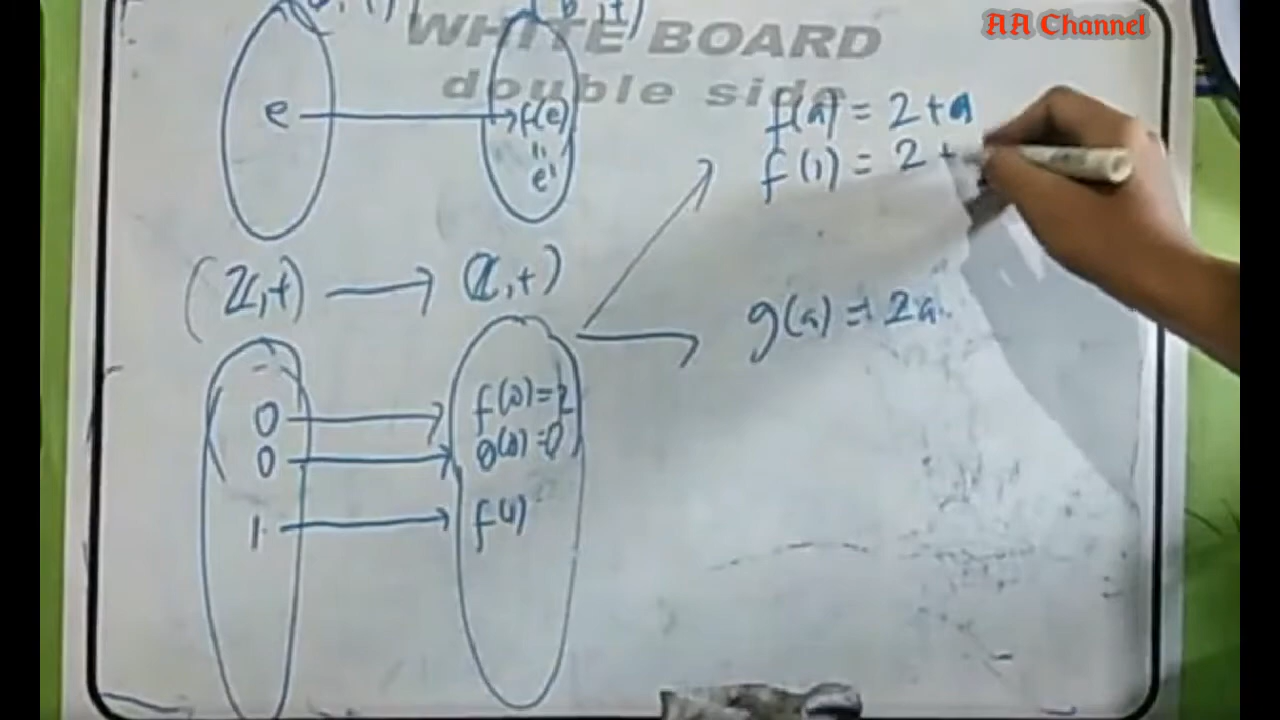 AA Channel
WHITE BOARD
double side
e → f(e)
"
e'
f(a) = 2+a
f(1) = 2+
(ℤ,+) → (ℤ,+)
g(a) = 2a.
0 → f(0)=2
0 → g(0)=0
1 → f(1)